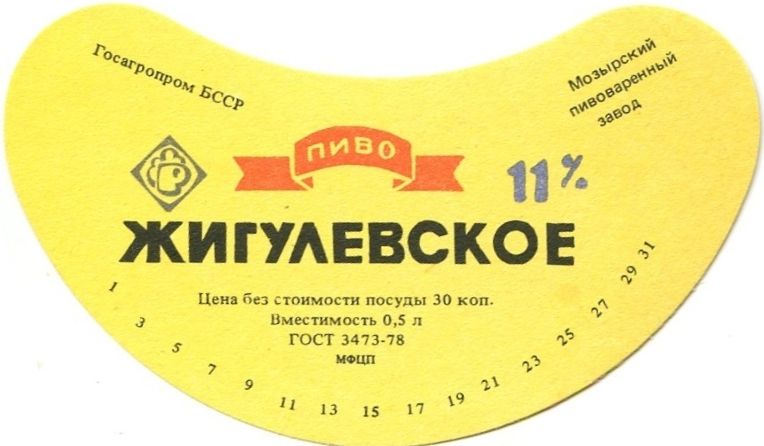 Госагропром БССР
Мозырский
пивоваренный
завод
ПИВО
11%
ЖИГУЛЕВСКОЕ
Цена без стоимости посуды 30 коп.
Вместимость 0,5 л
ГОСТ 3473-78
МФЦП
1 3 5 7 9 11 13 15 17 19 21 23 25 27 29 31